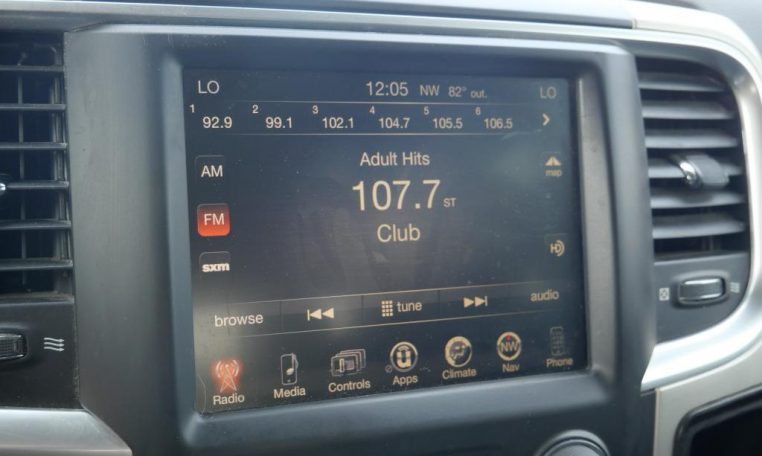 LO 12:05 NW 82° out. LO
1 92.9 2 99.1 3 102.1 4 104.7 5 105.5 6 106.5
Adult Hits
AM
map
107.7 ST
FM
Club
HD
sxm
browse tune audio
Radio Media Controls Apps Climate Nav Phone
U
NW